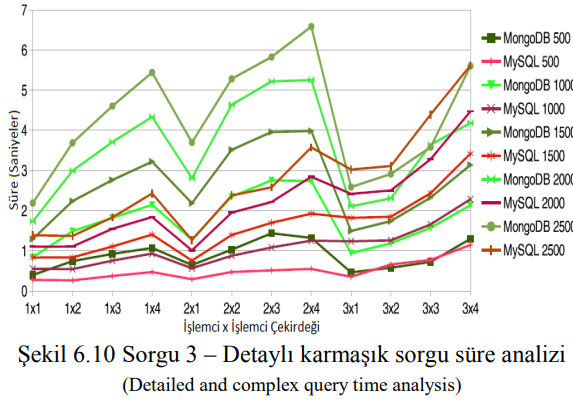 7
6
5
4
3
2
1
0
Süre (Saniyeler)
1x1 1x2 1x3 1x4 2x1 2x2 2x3 2x4 3x1 3x2 3x3 3x4
İşlemci x İşlemci Çekirdeği
MongoDB 500
MySQL 500
MongoDB 1000
MySQL 1000
MongoDB 1500
MySQL 1500
MongoDB 2000
MySQL 2000
MongoDB 2500
MySQL 2500
Şekil 6.10 Sorgu 3 – Detaylı karmaşık sorgu süre analizi
(Detailed and complex query time analysis)